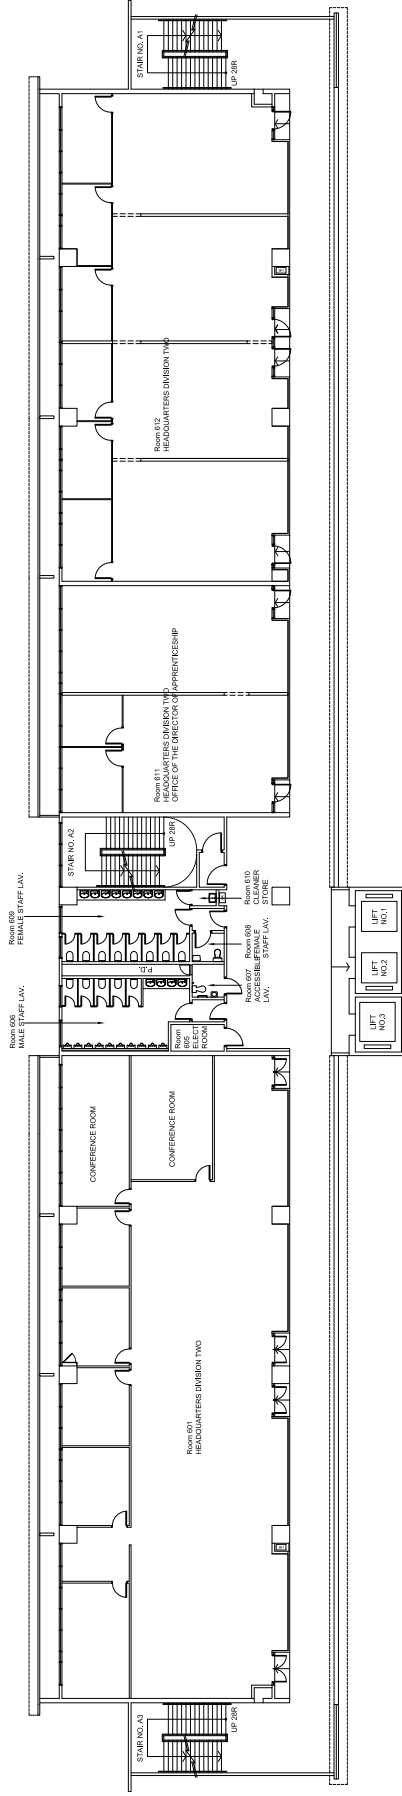 STAIR NO. A1
UP 28R
Room 612
HEADQUARTERS DIVISION TWO
Room 611
HEADQUARTERS DIVISION TWO
OFFICE OF THE DIRECTOR OF APPRENTICESHIP
STAIR NO. A2
UP 28R
Room 609
FEMALE STAFF LAV.
Room 610
CLEANER
STORE
Room 608
FEMALE
STAFF LAV.
Room 607
ACCESSIBLE
LAV.
P.D.
Room 606
MALE STAFF LAV.
Room
605
ELECT
ROOM
LIFT
NO.1
LIFT
NO.2
LIFT
NO.3
CONFERENCE ROOM
CONFERENCE ROOM
Room 601
HEADQUARTERS DIVISION TWO
STAIR NO. A3
UP 28R